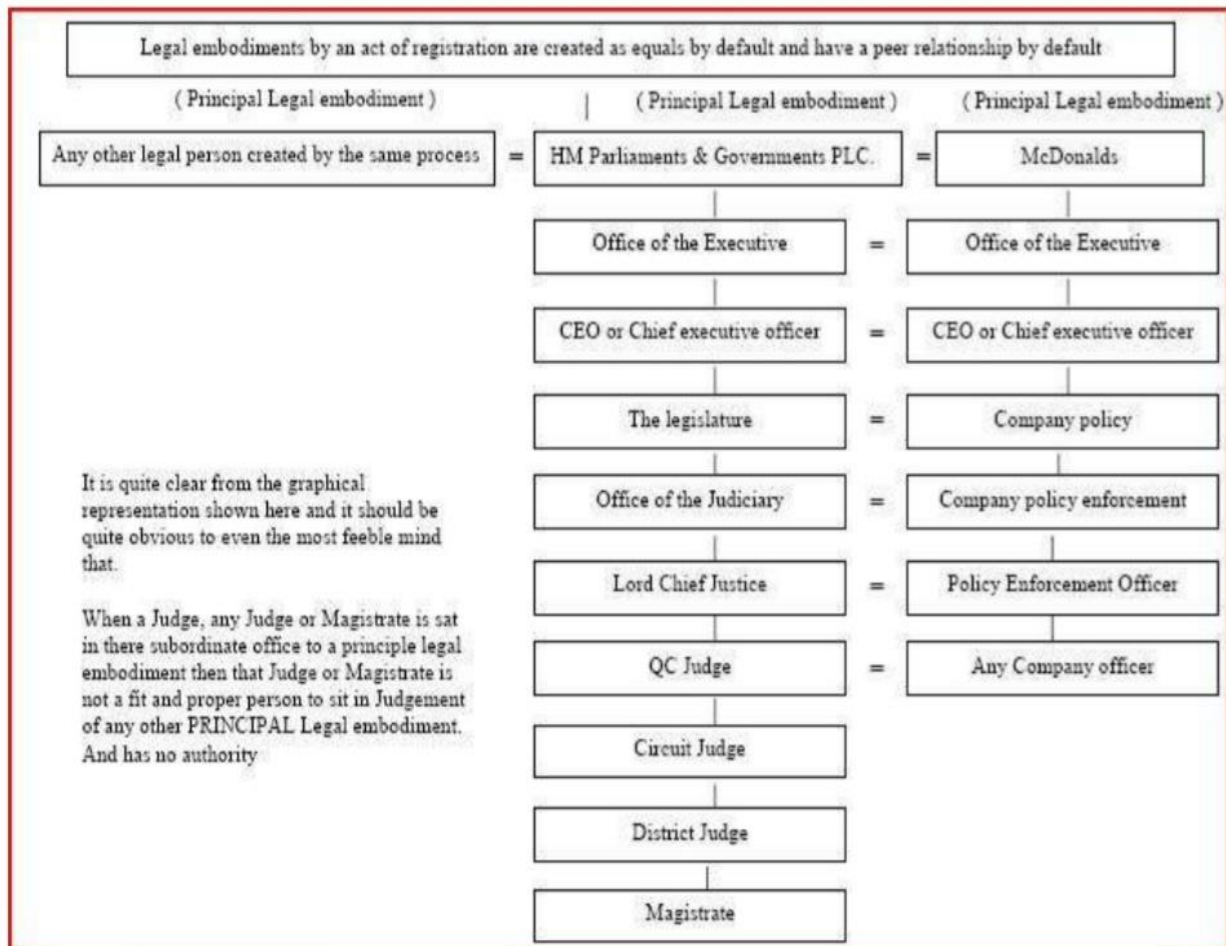 Legal embodiments by an act of registration are created as equals by default and have a peer relationship by default
( Principal Legal embodiment ) ( Principal Legal embodiment ) ( Principal Legal embodiment )
Any other legal person created by the same process = HM Parliaments & Governments PLC. = McDonalds
Office of the Executive = Office of the Executive
CEO or Chief executive officer = CEO or Chief executive officer
The legislature = Company policy
Office of the Judiciary = Company policy enforcement
Lord Chief Justice = Policy Enforcement Officer
QC Judge = Any Company officer
Circuit Judge
District Judge
Magistrate
It is quite clear from the graphical
representation shown here and it should be
quite obvious to even the most feeble mind
that.
When a Judge, any Judge or Magistrate is sat
in there subordinate office to a principle legal
embodiment then that Judge or Magistrate is
not a fit and proper person to sit in Judgement
of any other PRINCIPAL Legal embodiment.
And has no authority